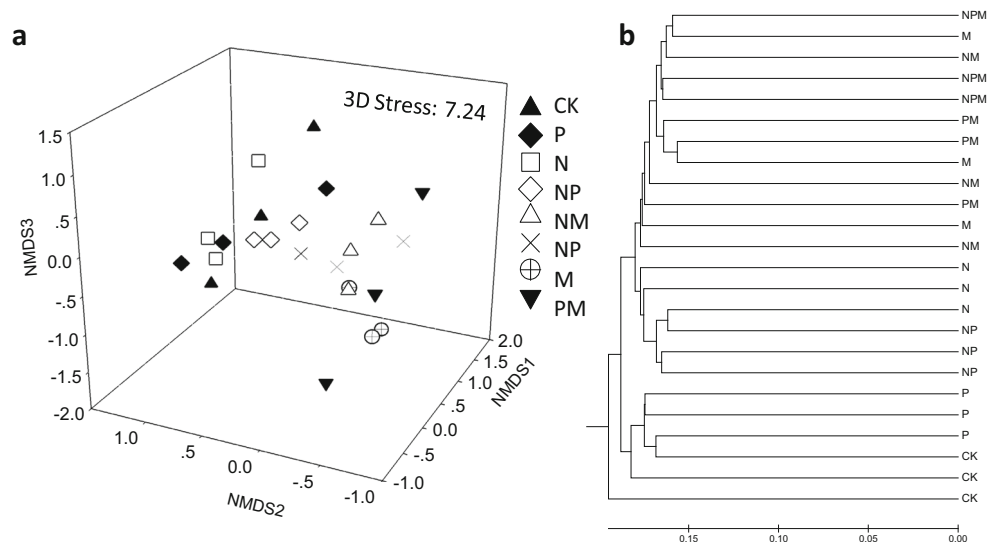 a
3D Stress: 7.24
1.5
1.0
.5
0.0
-.5
-1.0
-1.5
-2.0
NMDS3
1.0
.5
0.0
-.5
-1.0
NMDS2
2.0
1.5
1.0
.5
0.0
-.5
-1.0
NMDS1
CK
P
N
NP
NM
NP
M
PM
b
NPM
M
NM
NPM
NPM
PM
PM
M
NM
PM
M
NM
N
N
N
NP
NP
NP
P
P
P
CK
CK
CK
0.15
0.10
0.05
0.00